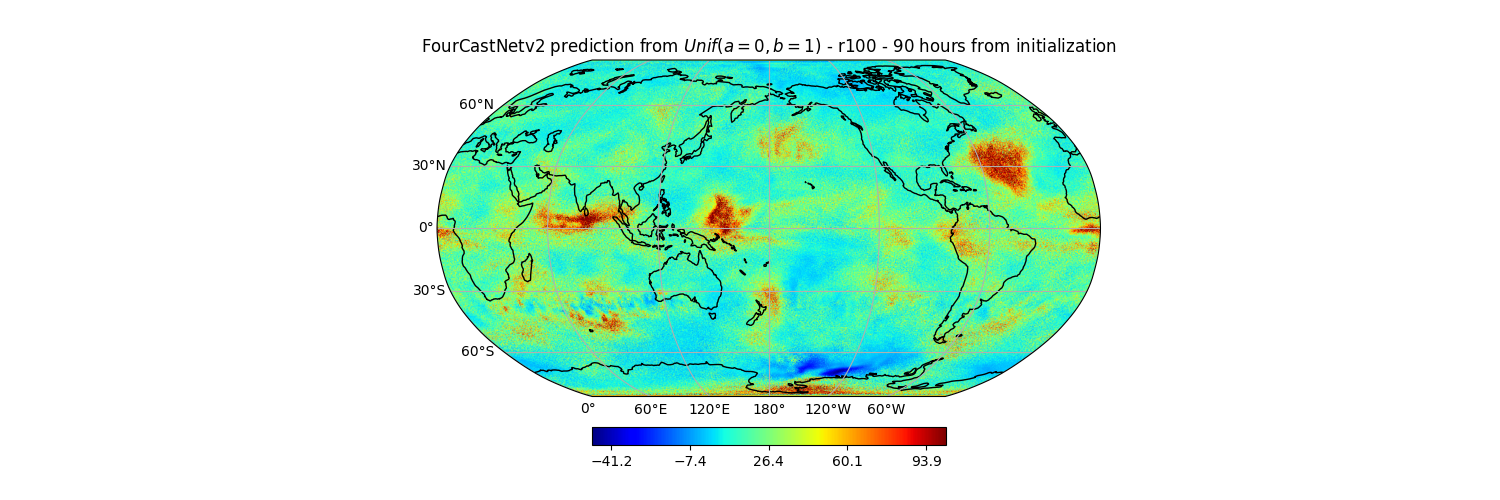 FourCastNetv2 prediction from Unif(a = 0, b = 1) - r100 - 90 hours from initialization
60°N
30°N
0°
30°S
60°S
0° 60°E 120°E 180° 120°W 60°W
−41.2 −7.4 26.4 60.1 93.9